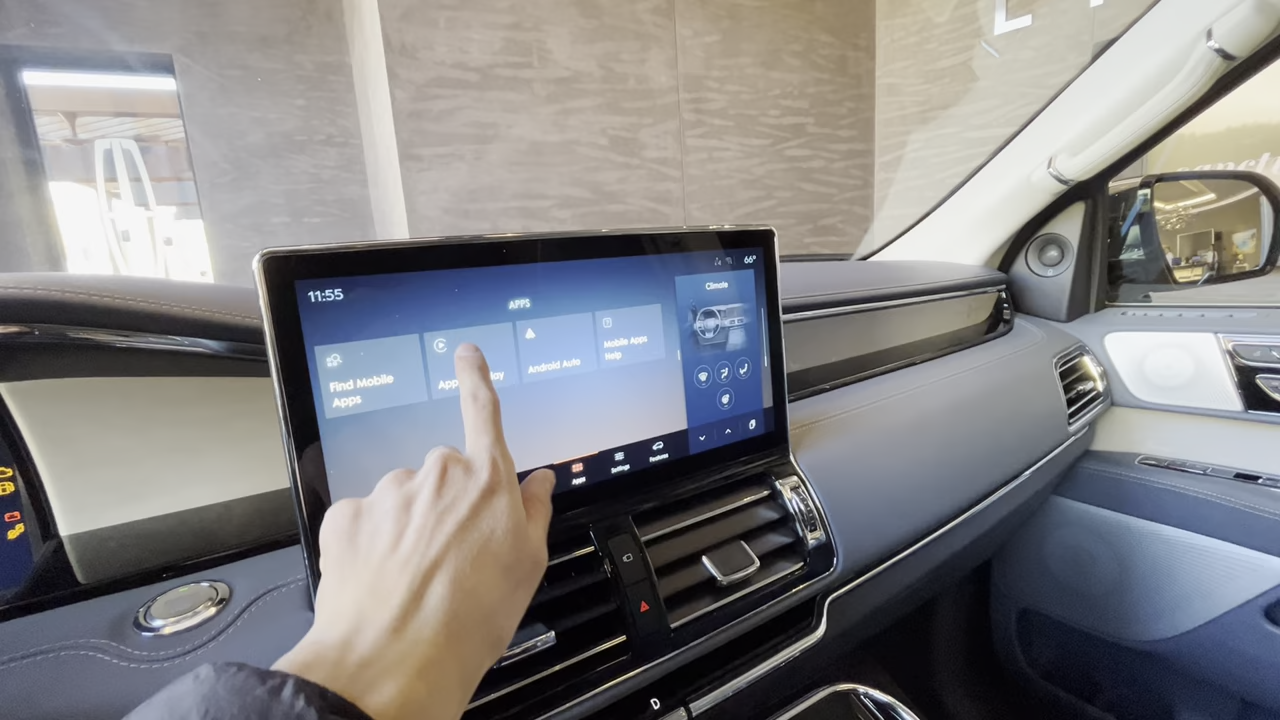 11:55
66°
APPS
Climate
Find Mobile
Apps
Android Auto
Mobile Apps
Help
Apps
Settings
Features
D